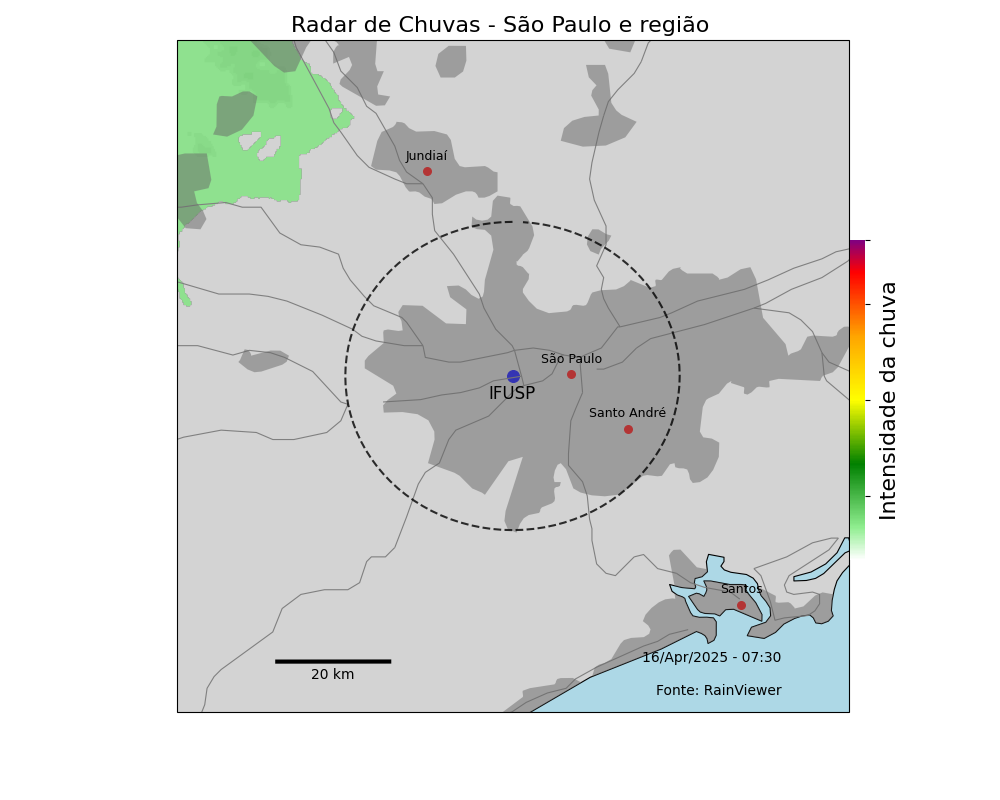 Radar de Chuvas - São Paulo e região
Jundiaí
São Paulo
IFUSP
Santo André
Intensidade da chuva
Santos
16/Apr/2025 - 07:30
20 km
Fonte: RainViewer